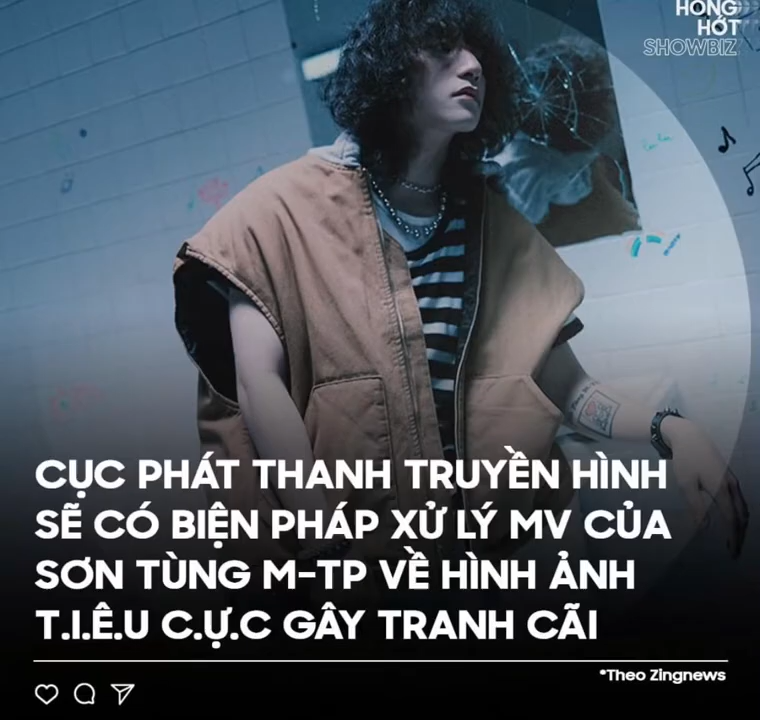 HÓNG
HỚT
SHOWBIZ
CỤC PHÁT THANH TRUYỀN HÌNH
SẼ CÓ BIỆN PHÁP XỬ LÝ MV CỦA
SƠN TÙNG M-TP VỀ HÌNH ẢNH
T.I.Ê.U C.Ự.C GÂY TRANH CÃI
*Theo Zingnews